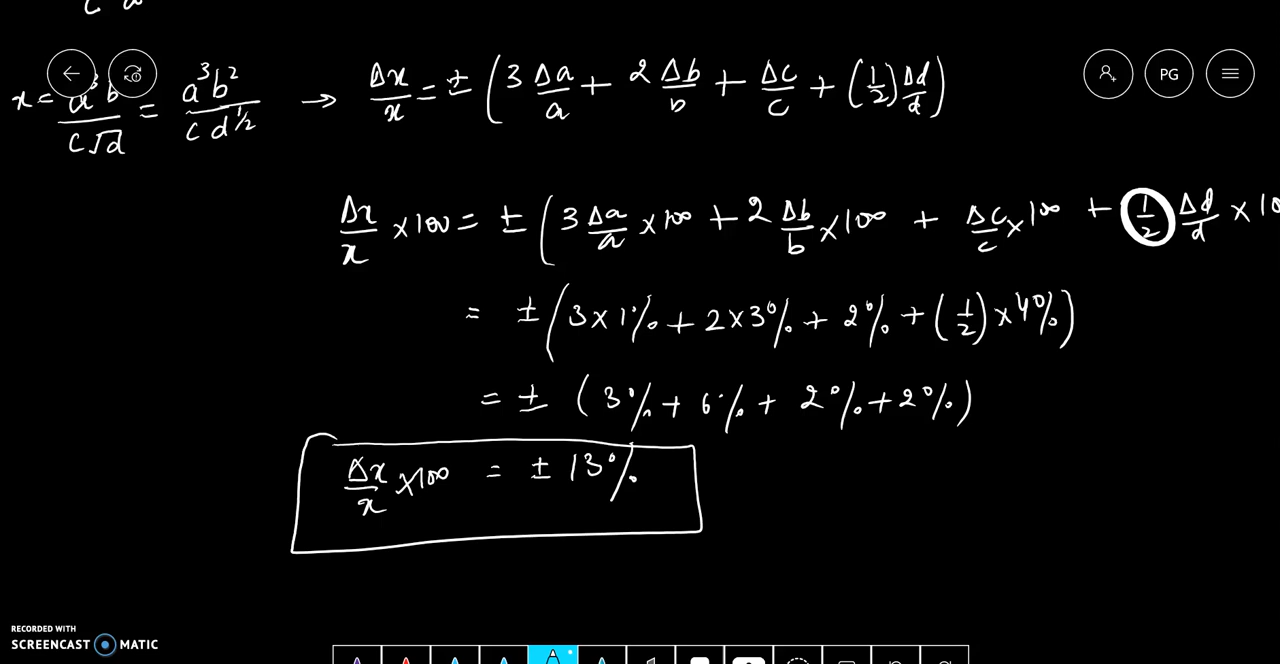 x = a³b / c√d = a³b² / c d^1/2 → Δx/x = ± (3 Δa/a + 2 Δb/b + Δc/c + (1/2) Δd/d)
PG
Δx/x × 100 = ± (3 Δa/a × 100 + 2 Δb/b × 100 + Δc/c × 100 + 1/2 Δd/d × 10
= ± (3 × 1% + 2 × 3% + 2% + (1/2) × 4%)
= ± (3% + 6% + 2% + 2%)
Δx/x × 100 = ± 13%
RECORDED WITH
SCREENCAST MATIC